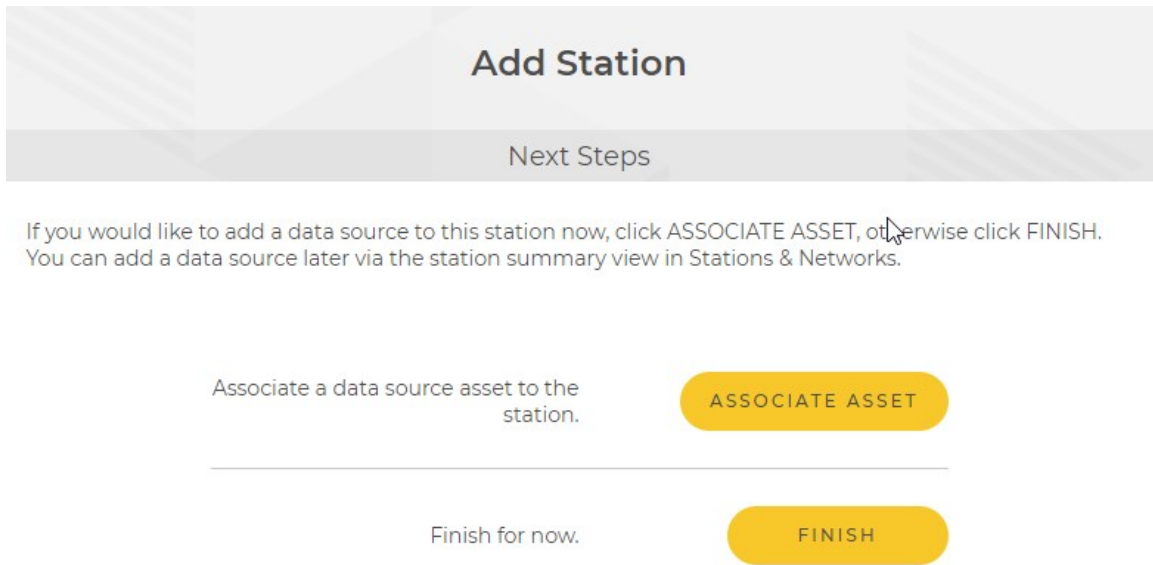 Add Station
Next Steps
If you would like to add a data source to this station now, click ASSOCIATE ASSET, otherwise click FINISH.
You can add a data source later via the station summary view in Stations & Networks.
Associate a data source asset to the
station.
ASSOCIATE ASSET
Finish for now.
FINISH